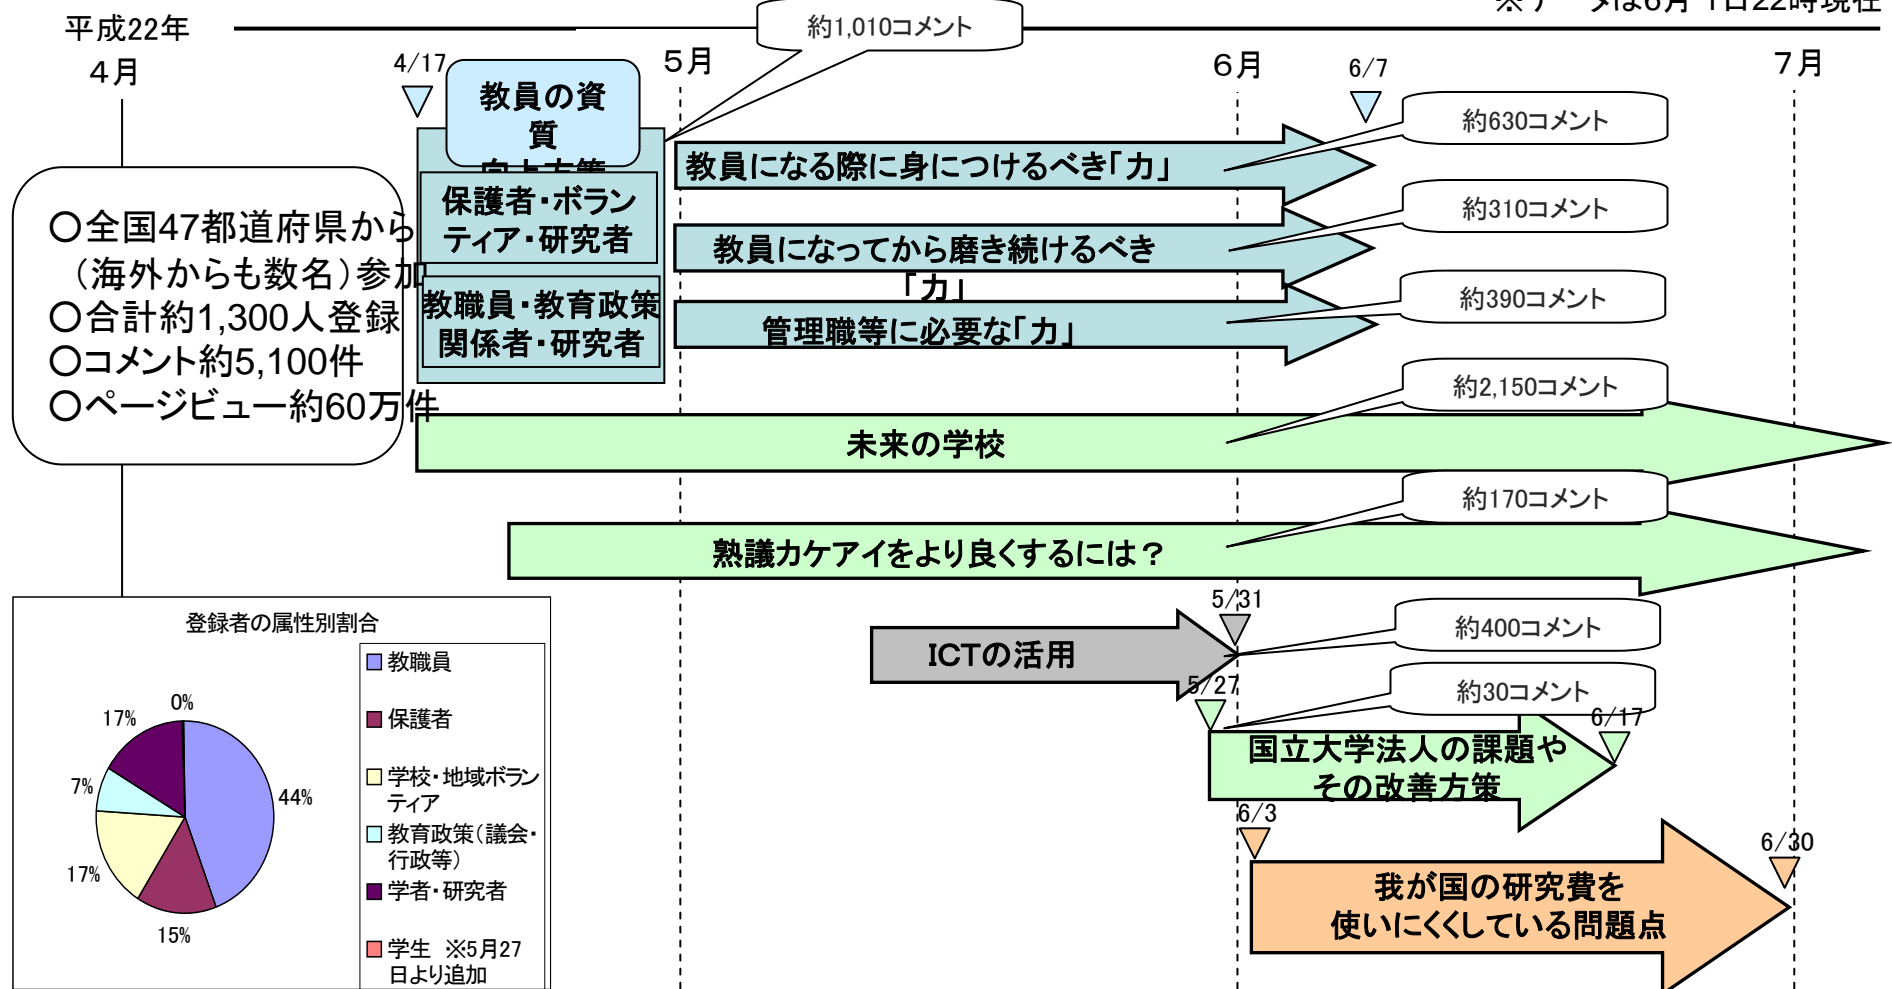 ※データは6月1日22時現在
平成22年
約1,010コメント
4月
4/17
5月
6月
6/7
7月
教員の資
質
向上方策
保護者・ボラン
ティア・研究者
教職員・教育政策
関係者・研究者
教員になる際に身につけるべき「力」
約630コメント
教員になってから磨き続けるべき
「力」
約310コメント
管理職等に必要な「力」
約390コメント
○全国47都道府県から
（海外からも数名）参加
○合計約1,300人登録
○コメント約5,100件
○ページビュー約60万件
未来の学校
約2,150コメント
熟議カケアイをより良くするには？
約170コメント
ICTの活用
5/31
約400コメント
5/27
約30コメント
6/17
国立大学法人の課題や
その改善方策
6/3
6/30
我が国の研究費を
使いにくくしている問題点
登録者の属性別割合
0%
17%
7%
17%
15%
44%
教職員
保護者
学校・地域ボラン
ティア
教育政策（議会・
行政等）
学者・研究者
学生 ※5月27
日より追加